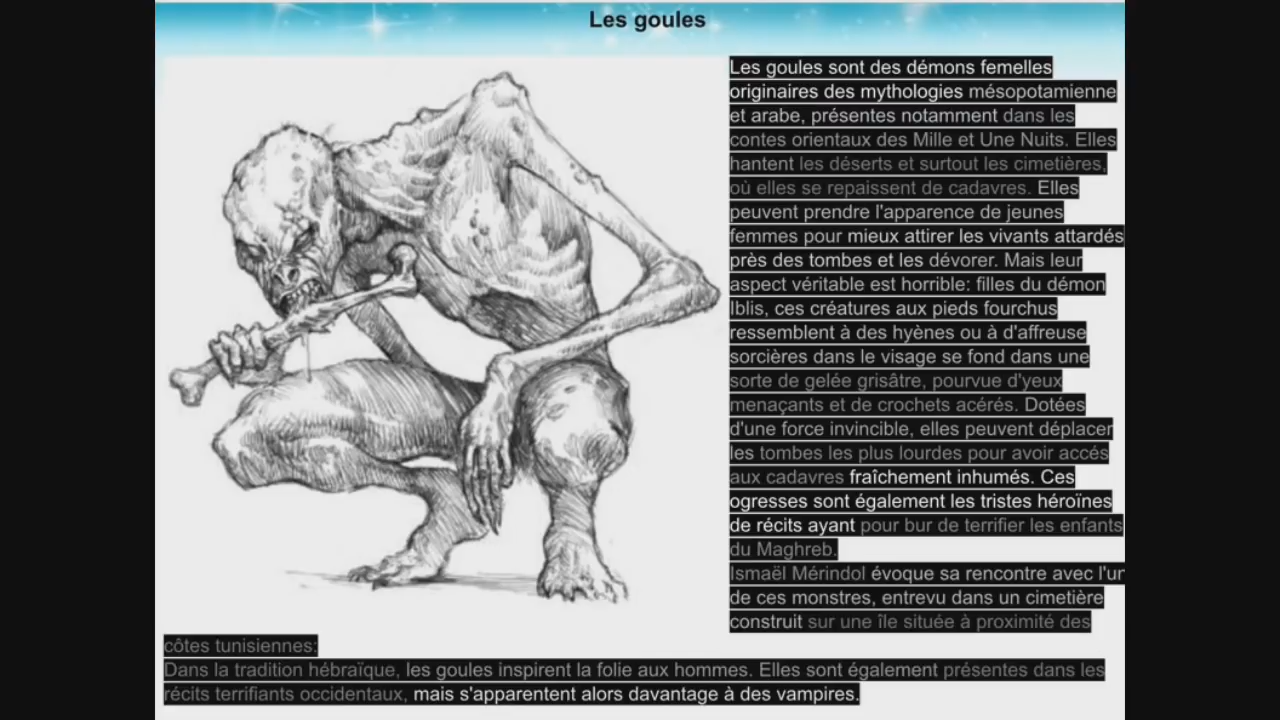 Les goules
Les goules sont des démons femelles
originaires des mythologies mésopotamienne
et arabe, présentes notamment dans les
contes orientaux des Mille et Une Nuits. Elles
hantent les déserts et surtout les cimetières,
où elles se repaissent de cadavres. Elles
peuvent prendre l'apparence de jeunes
femmes pour mieux attirer les vivants attardés
près des tombes et les dévorer. Mais leur
aspect véritable est horrible: filles du démon
Iblis, ces créatures aux pieds fourchus
ressemblent à des hyènes ou à d'affreuse
sorcières dans le visage se fond dans une
sorte de gelée grisâtre, pourvue d'yeux
menaçants et de crochets acérés. Dotées
d'une force invincible, elles peuvent déplacer
les tombes les plus lourdes pour avoir accés
aux cadavres fraîchement inhumés. Ces
ogresses sont également les tristes héroïnes
de récits ayant pour bur de terrifier les enfants
du Maghreb.
Ismaël Mérindol évoque sa rencontre avec l'un
de ces monstres, entrevu dans un cimetière
construit sur une île située à proximité des
côtes tunisiennes:
Dans la tradition hébraïque, les goules inspirent la folie aux hommes. Elles sont également présentes dans les
récits terrifiants occidentaux, mais s'apparentent alors davantage à des vampires.